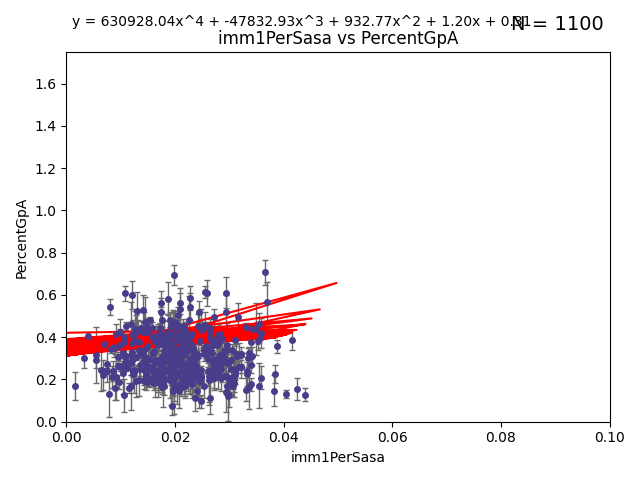 y = 630928.04x^4 + -47832.93x^3 + 932.77x^2 + 1.20x + 0.31
N = 1100
imm1PerSasa vs PercentGpA
PercentGpA
1.6
1.4
1.2
1.0
0.8
0.6
0.4
0.2
0.0
0.00 0.02 0.04 0.06 0.08 0.10
imm1PerSasa